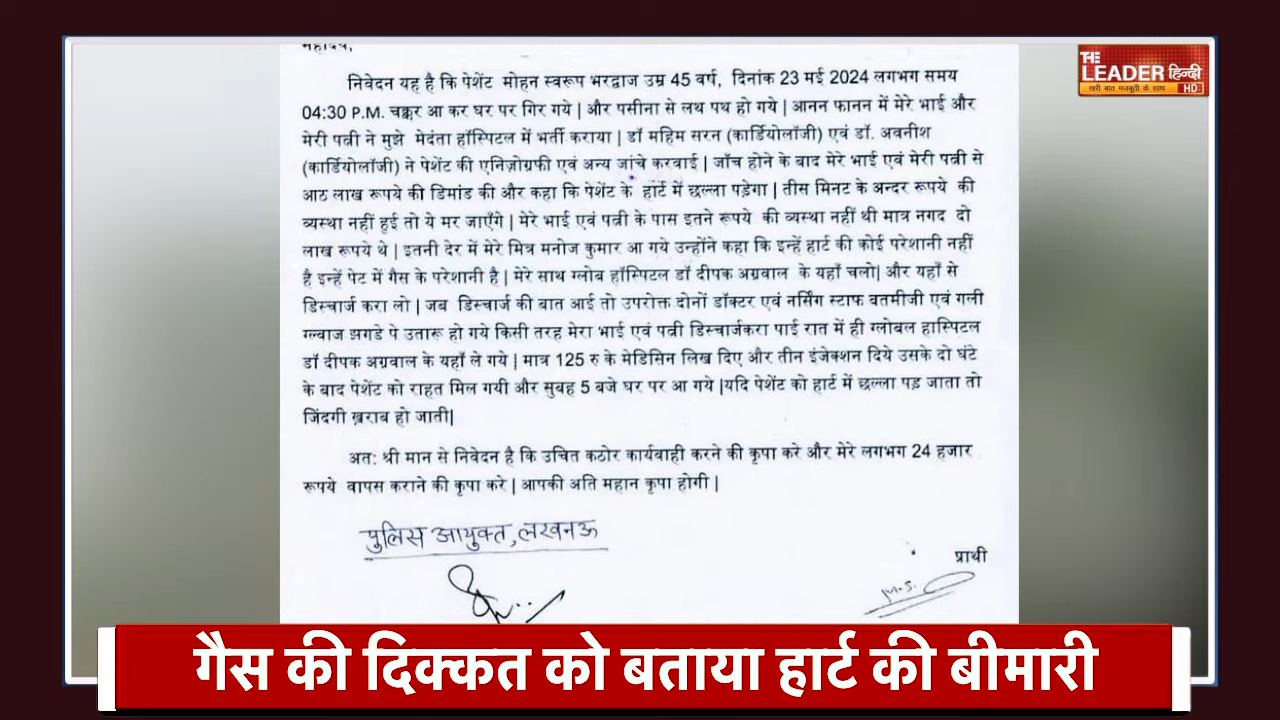 महोदय,
THE
LEADER हिन्दी
खरी बात मजबूती के साथ HD
निवेदन यह है कि पेशेंट मोहन स्वरूप भरद्वाज उम्र 45 वर्ष, दिनांक 23 मई 2024 लगभग समय
04:30 P.M. चक्कर आ कर घर पर गिर गये | और पसीना से लथ पथ हो गये | आनन फानन में मेरे भाई और
मेरी पत्नी ने मुझे मेदंता हॉस्पिटल में भर्ती कराया | डॉ महिम सरन (कार्डियोलॉजी) एवं डॉ. अवनीश
(कार्डियोलॉजी) ने पेशेंट की एनिज़ोग्रफी एवं अन्य जांचे करवाई | जाँच होने के बाद मेरे भाई एवं मेरी पत्नी से
आठ लाख रूपये की डिमांड की और कहा कि पेशेंट के हार्ट में छल्ला पड़ेगा | तीस मिनट के अन्दर रूपये की
व्यस्था नहीं हुई तो ये मर जाएँगे | मेरे भाई एवं पत्नी के पास इतने रूपये की व्यस्था नहीं थी मात्र नगद दो
लाख रूपये थे | इतनी देर में मेरे मित्र मनोज कुमार आ गये उन्होंने कहा कि इन्हें हार्ट की कोई परेशानी नहीं
है इन्हें पेट में गैस के परेशानी है | मेरे साथ ग्लोब हॉस्पिटल डॉ दीपक अग्रवाल के यहाँ चलो| और यहाँ से
डिस्चार्ज करा लो | जब डिस्चार्ज की बात आई तो उपरोक्त दोनों डॉक्टर एवं नर्सिंग स्टाफ बतमीजी एवं गली
ग्ल्वाज झगडे पे उतारू हो गये किसी तरह मेरा भाई एवं पत्नी डिस्चार्जकरा पाई रात में ही ग्लोबल हास्पिटल
डॉ दीपक अग्रवाल के यहाँ ले गये | मात्र 125 रु के मेडिसिन लिख दिए और तीन इंजेक्शन दिये उसके दो घंटे
के बाद पेशेंट को राहत मिल गयी और सुबह 5 बजे घर पर आ गये |यदि पेशेंट को हार्ट में छल्ला पड़ जाता तो
जिंदगी ख़राब हो जाती|
अत: श्री मान से निवेदन है कि उचित कठोर कार्यवाही करने की कृपा करे और मेरे लगभग 24 हजार
रूपये वापस कराने की कृपा करे | आपकी अति महान कृपा होगी |
पुलिस आयुक्त, लखनऊ
प्रार्थी
M.S.
गैस की दिक्कत को बताया हार्ट की बीमारी